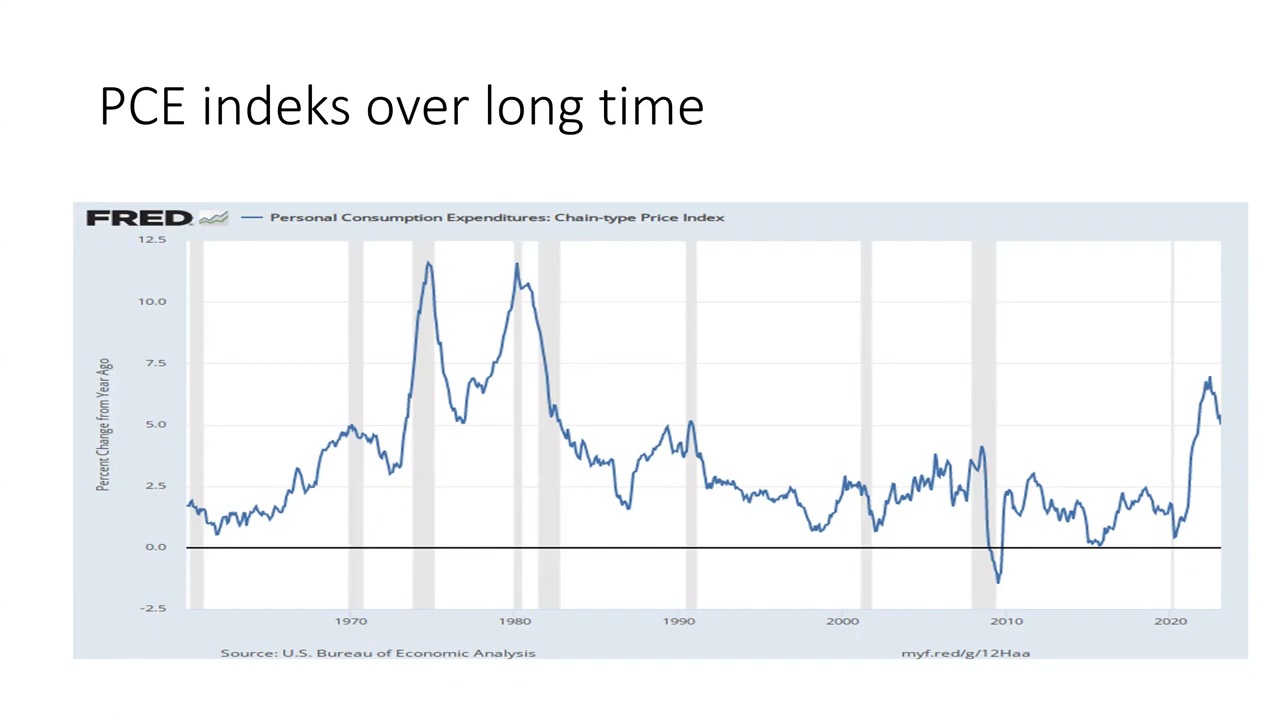 PCE indeks over long time
FRED
Personal Consumption Expenditures: Chain-type Price Index
12.5
10.0
7.5
5.0
2.5
0.0
-2.5
Percent Change from Year Ago
1970 1980 1990 2000 2010 2020
Source: U.S. Bureau of Economic Analysis
myf.red/g/12Haa